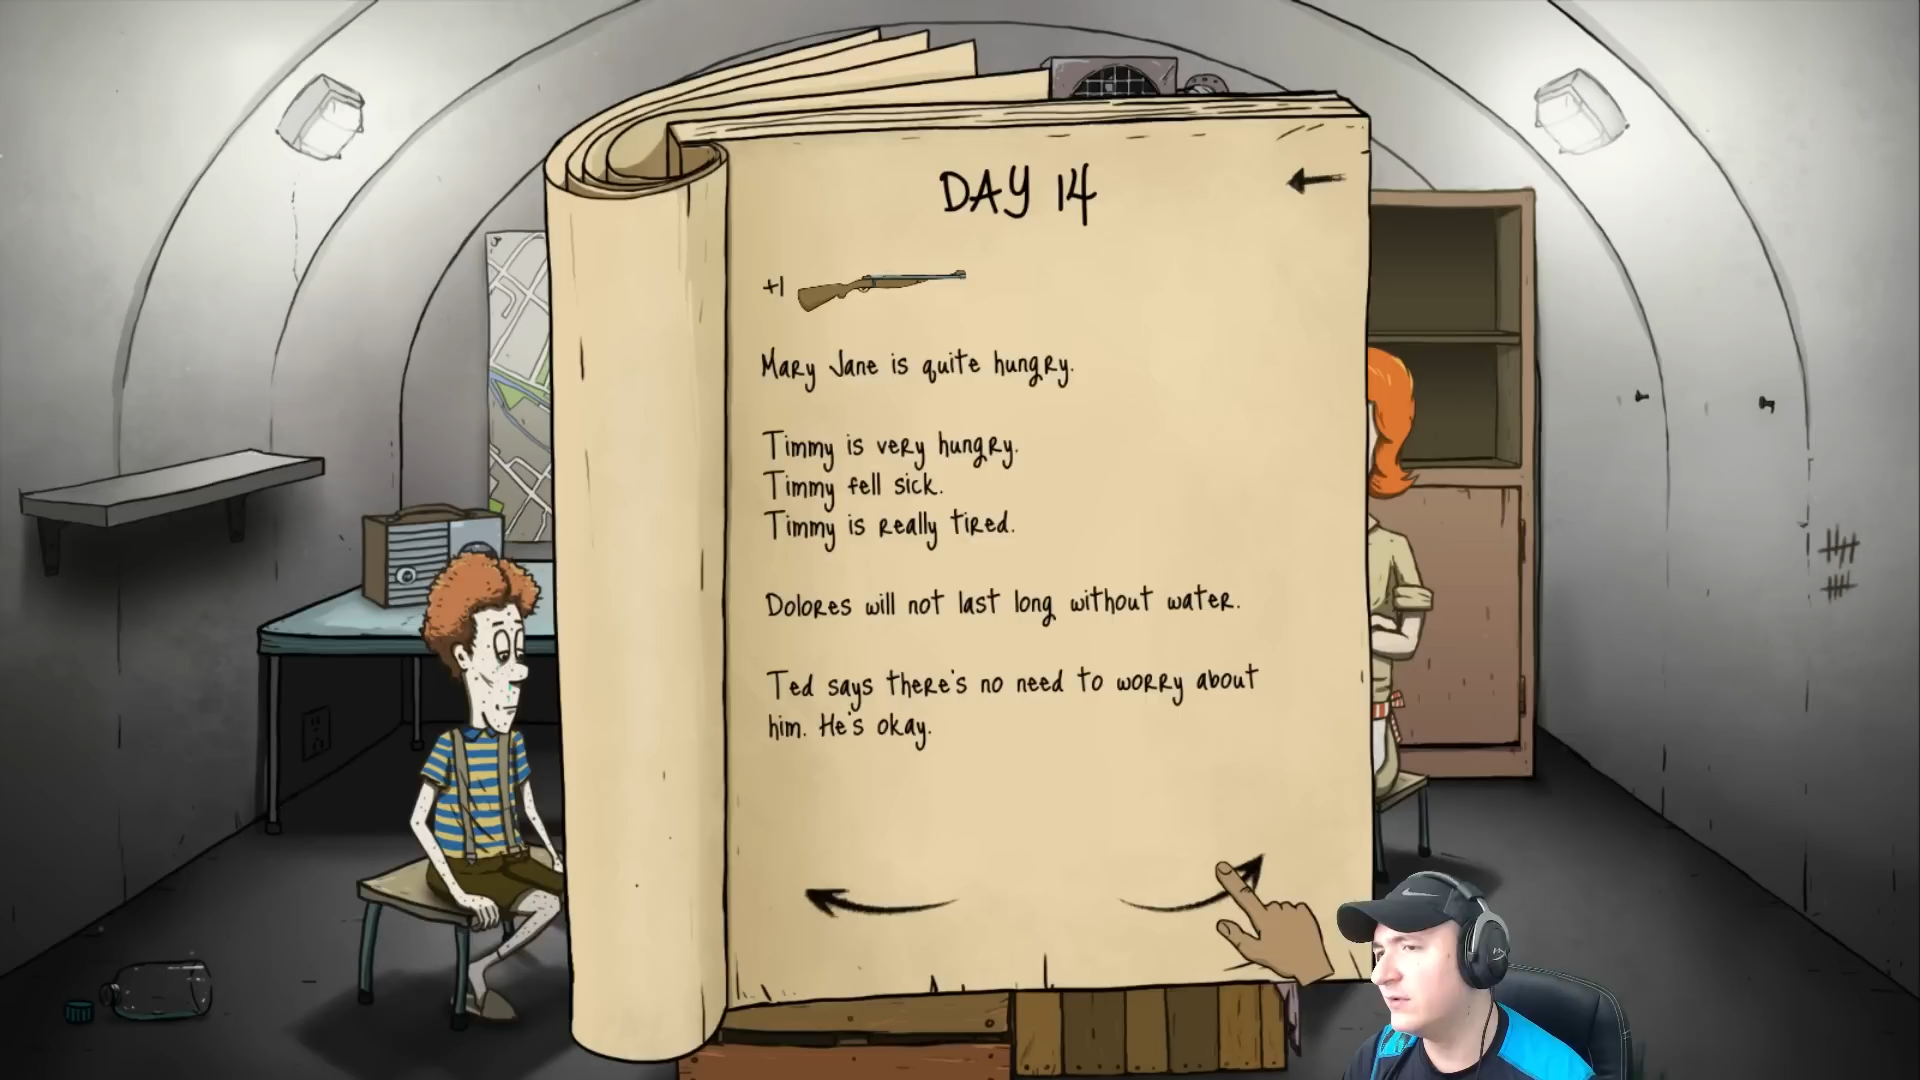 DAY 14
+1
Mary Jane is quite hungry.
Timmy is very hungry.
Timmy fell sick.
Timmy is really tired.
Dolores will not last long without water.
Ted says there's no need to worry about
him. He's okay.